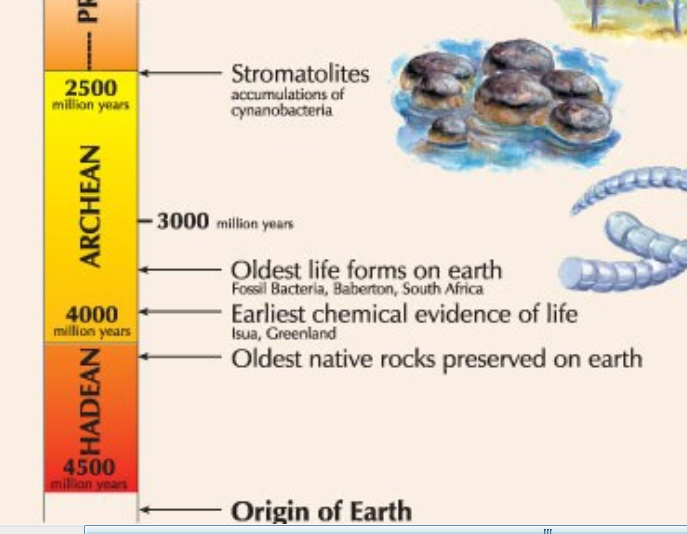 PR
Stromatolites
2500
million years
accumulations of
cynanobacteria
ARCHEAN
3000 million years
Oldest life forms on earth
Fossil Bacteria, Baberton, South Africa
4000
million years
Earliest chemical evidence of life
Isua, Greenland
HADEAN
Oldest native rocks preserved on earth
4500
million years
Origin of Earth